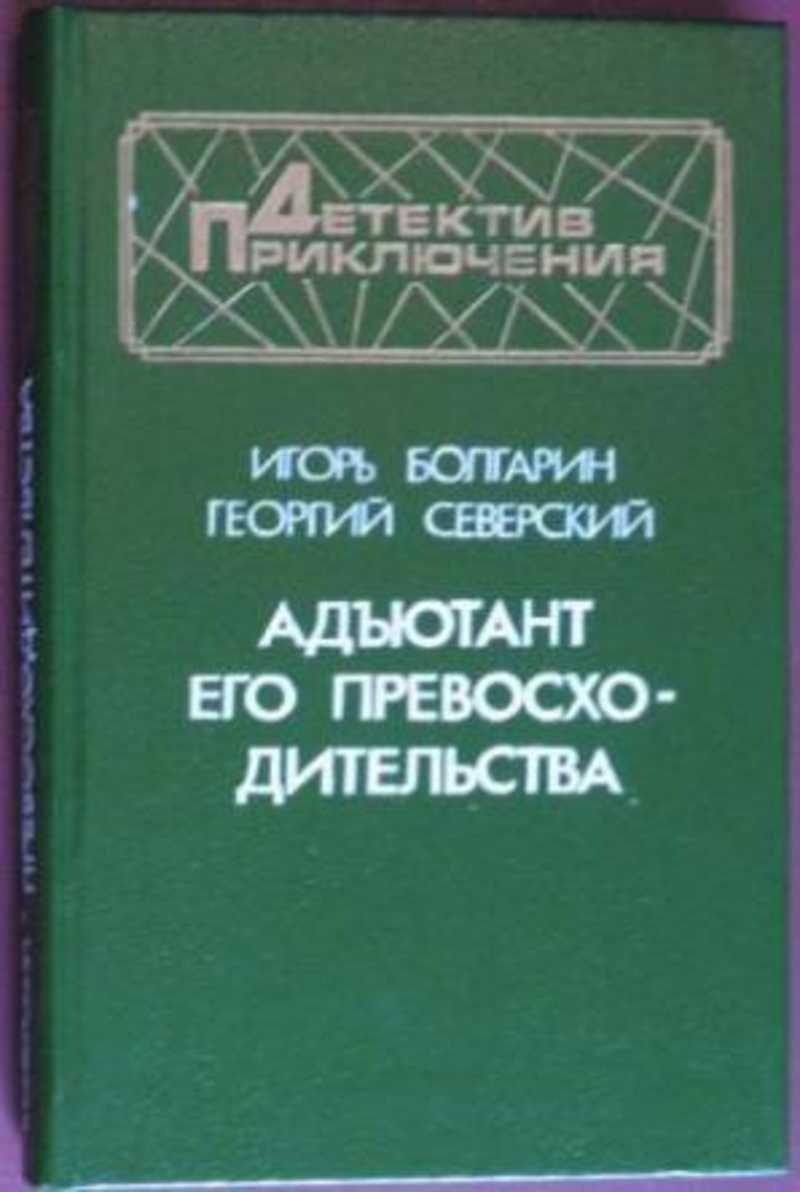 ДЕТЕКТИВ
ПРИКЛЮЧЕНИЯ
ИГОРЬ БОЛГАРИН
ГЕОРГИЙ СЕВЕРСКИЙ
АДЪЮТАНТ
ЕГО ПРЕВОСХО-
ДИТЕЛЬСТВА